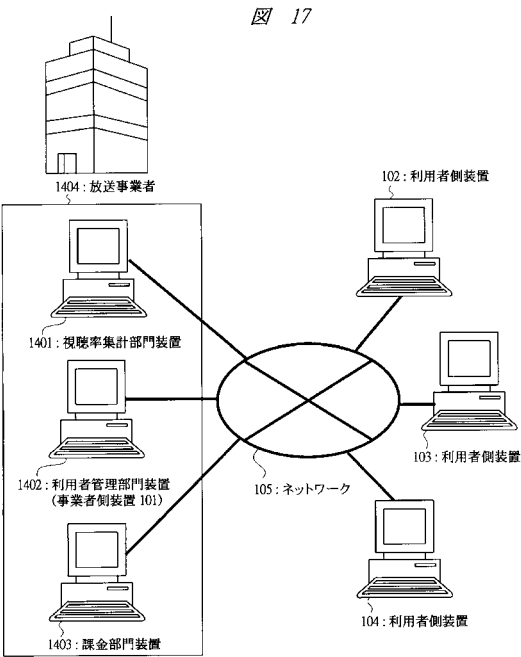 図 17
1404 : 放送事業者
102 : 利用者側装置
1401 : 視聴率集計部門装置
103 : 利用者側装置
1402 : 利用者管理部門装置
(事業者側装置 101)
105 : ネットワーク
104 : 利用者側装置
1403 : 課金部門装置